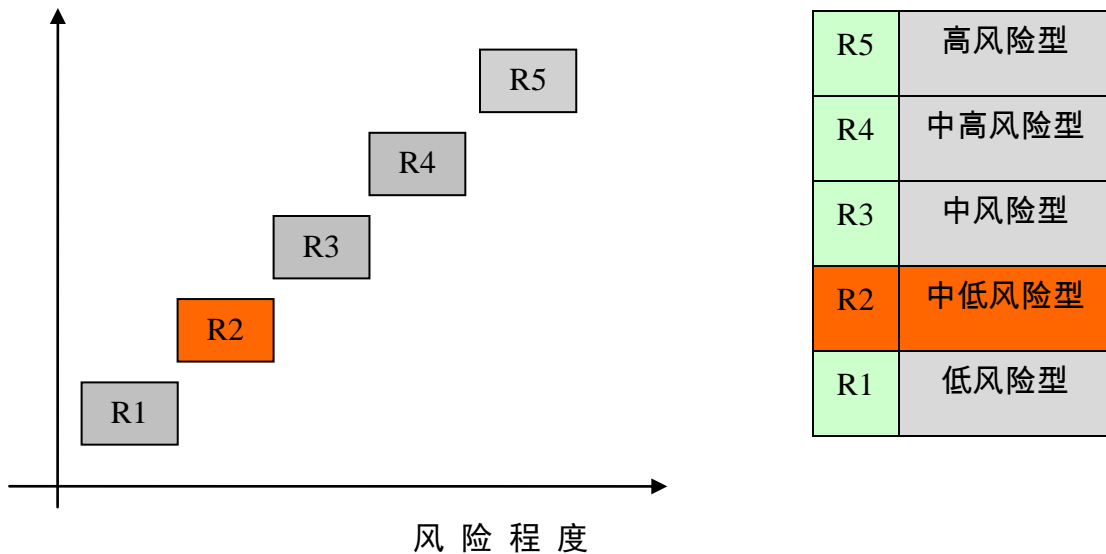 R5
R4
R3
R2
R1
风险程度
R5 高风险型
R4 中高风险型
R3 中风险型
R2 中低风险型
R1 低风险型